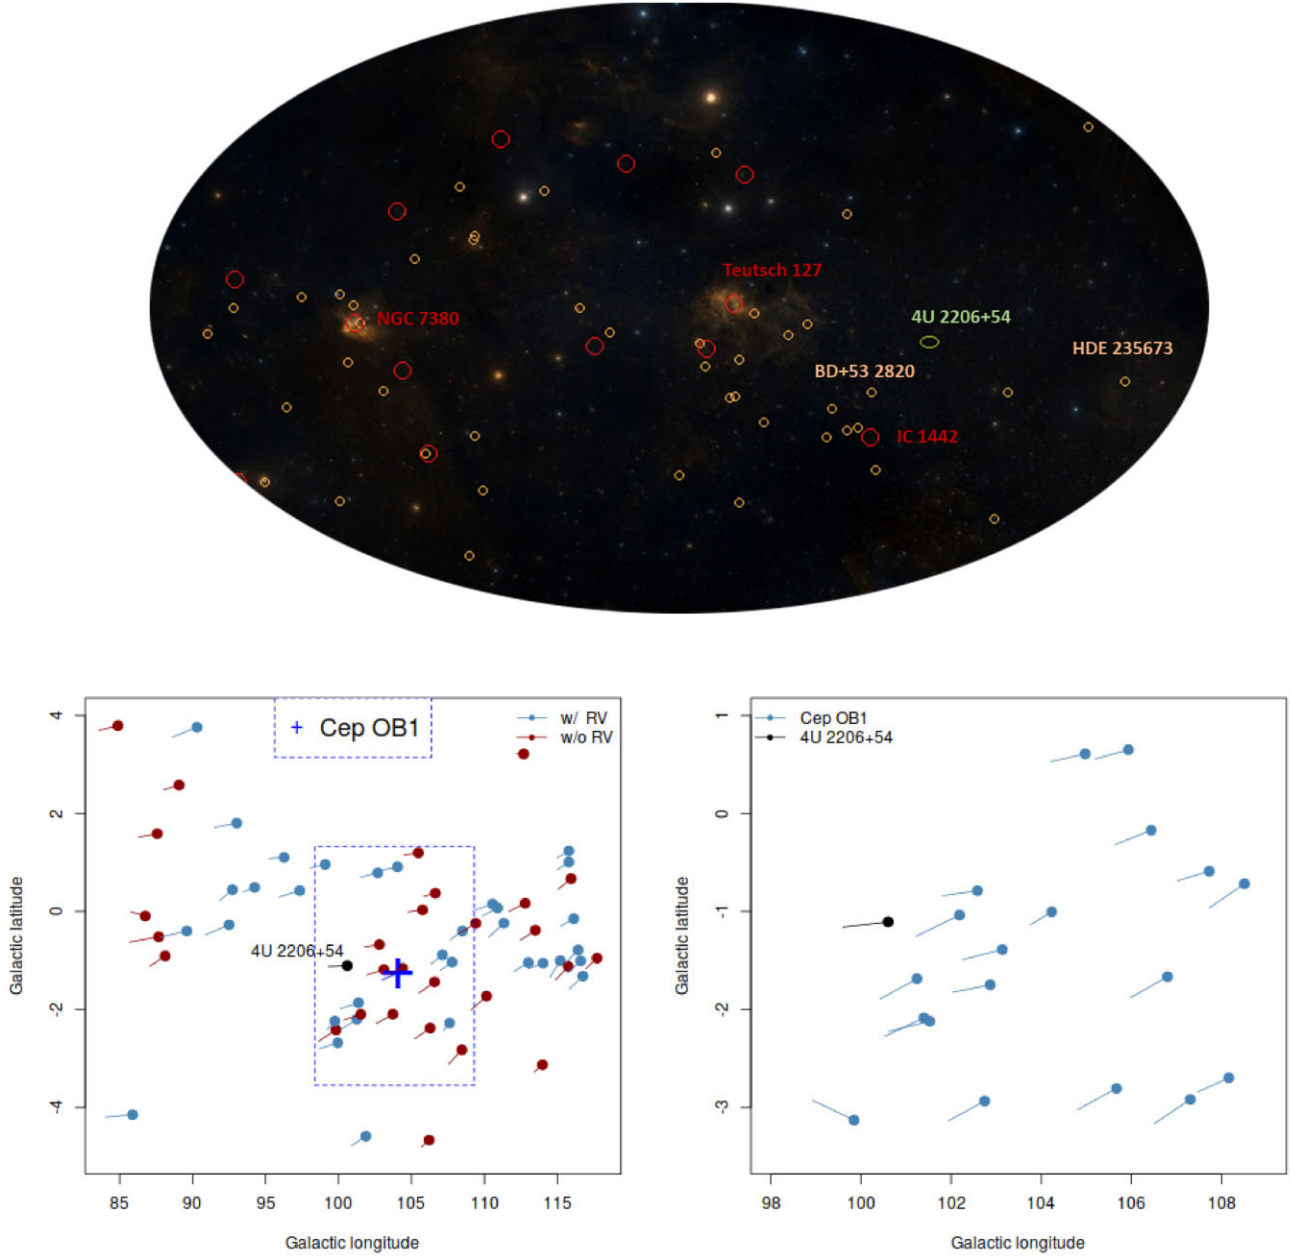 Teutsch 127
NGC 7380
4U 2206+54
HDE 235673
BD+53 2820
IC 1442
Cep OB1
w/ RV
w/o RV
4U 2206+54
4
2
0
-2
-4
Galactic latitude
85 90 95 100 105 110 115
Galactic longitude
Cep OB1
4U 2206+54
1
0
-1
-2
-3
Galactic latitude
98 100 102 104 106 108
Galactic longitude